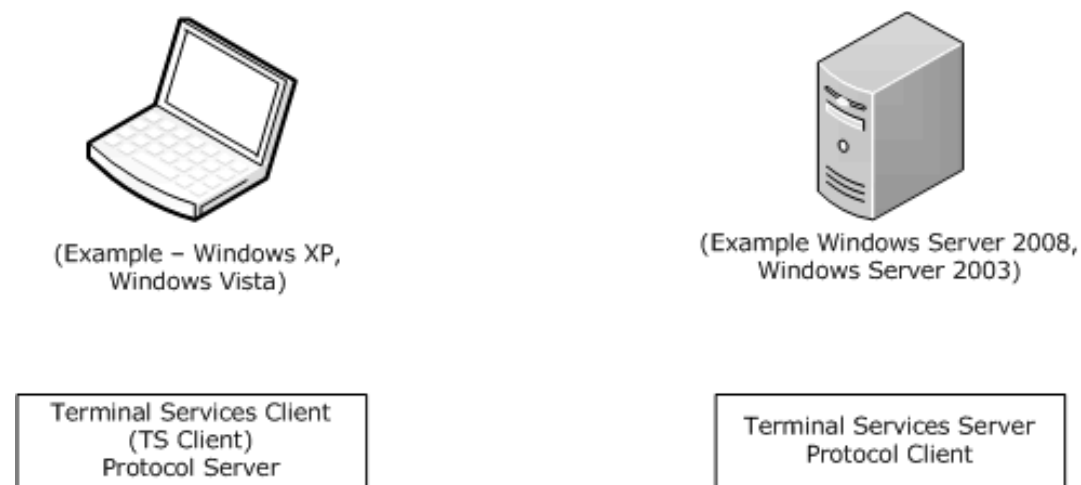 (Example – Windows XP,
Windows Vista)
(Example Windows Server 2008,
Windows Server 2003)
Terminal Services Client
(TS Client)
Protocol Server
Terminal Services Server
Protocol Client